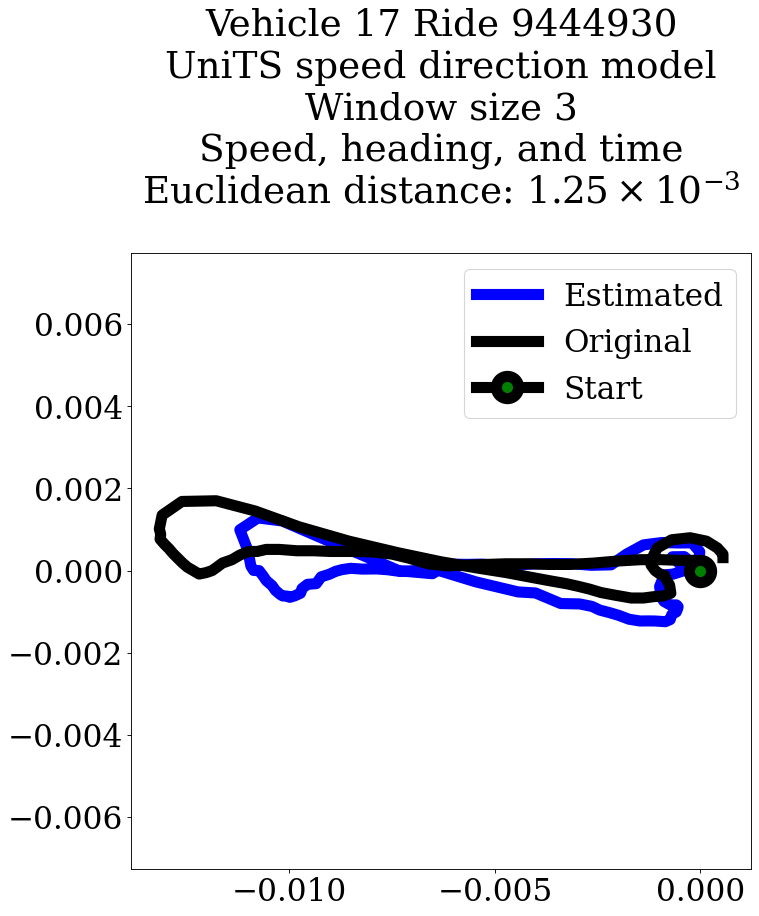 Vehicle 17 Ride 9444930
UniTS speed direction model
Window size 3
Speed, heading, and time
Euclidean distance: 1.25 × 10⁻³
Estimated
Original
Start
0.006
0.004
0.002
0.000
−0.002
−0.004
−0.006
−0.010 −0.005 0.000